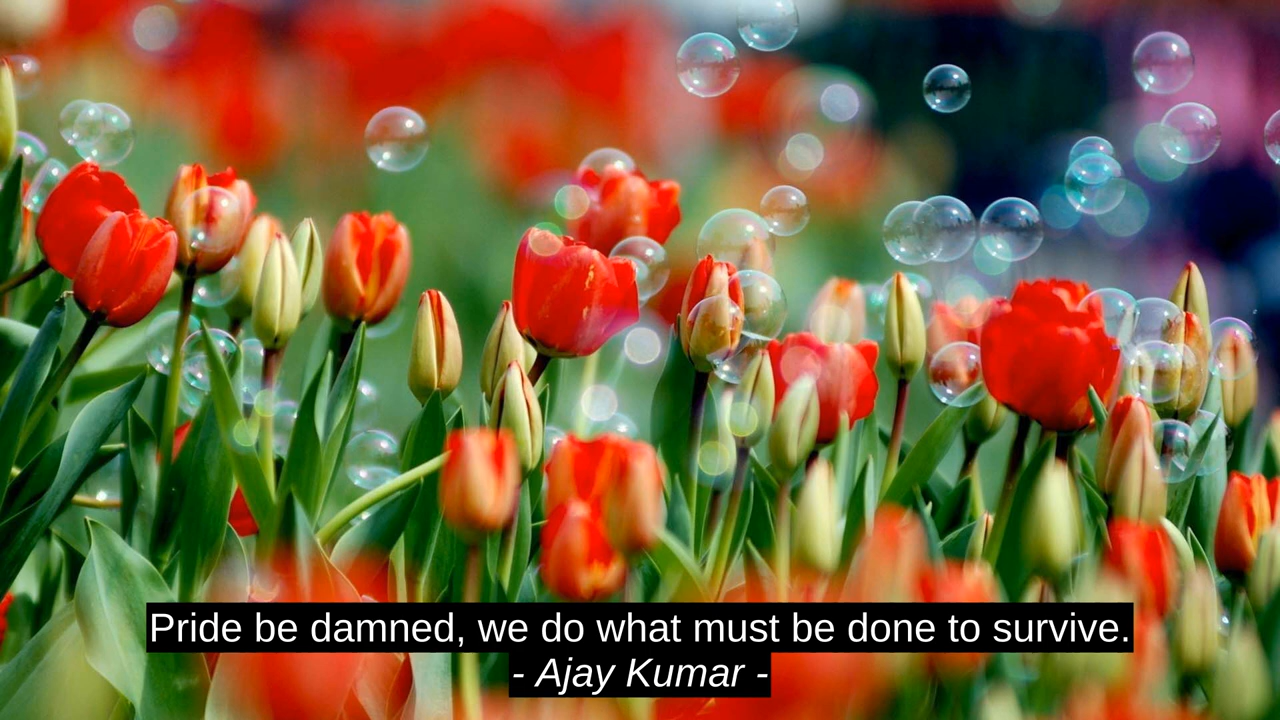 Pride be damned, we do what must be done to survive.
- Ajay Kumar -